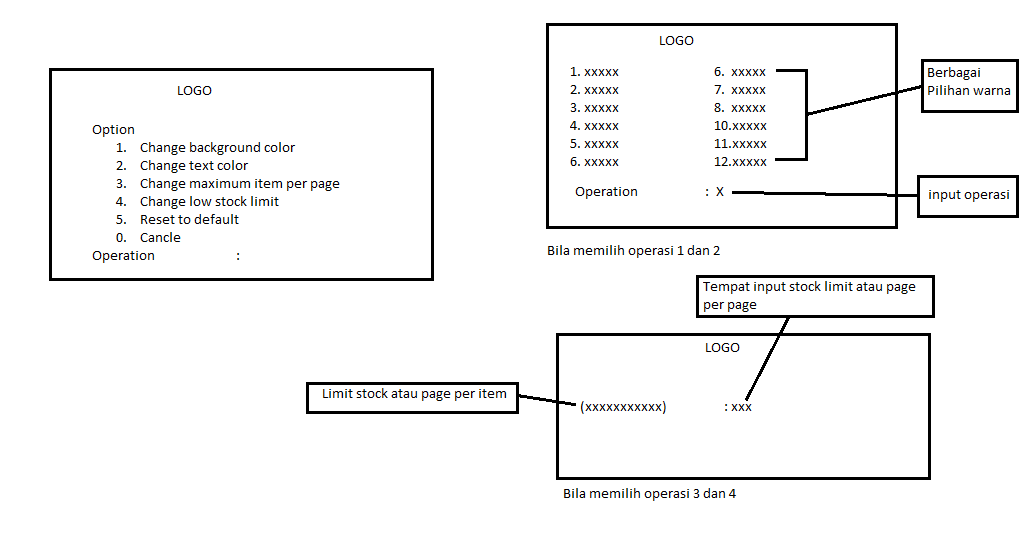 LOGO
Option
1. Change background color
2. Change text color
3. Change maximum item per page
4. Change low stock limit
5. Reset to default
0. Cancle
Operation :
LOGO
1. xxxxx 6. xxxxx
2. xxxxx 7. xxxxx
3. xxxxx 8. xxxxx
4. xxxxx 10.xxxxx
5. xxxxx 11.xxxxx
6. xxxxx 12.xxxxx
Operation : X
Berbagai
Pilihan warna
input operasi
Bila memilih operasi 1 dan 2
Tempat input stock limit atau page
per page
LOGO
Limit stock atau page per item
(xxxxxxxxxxx) : xxx
Bila memilih operasi 3 dan 4